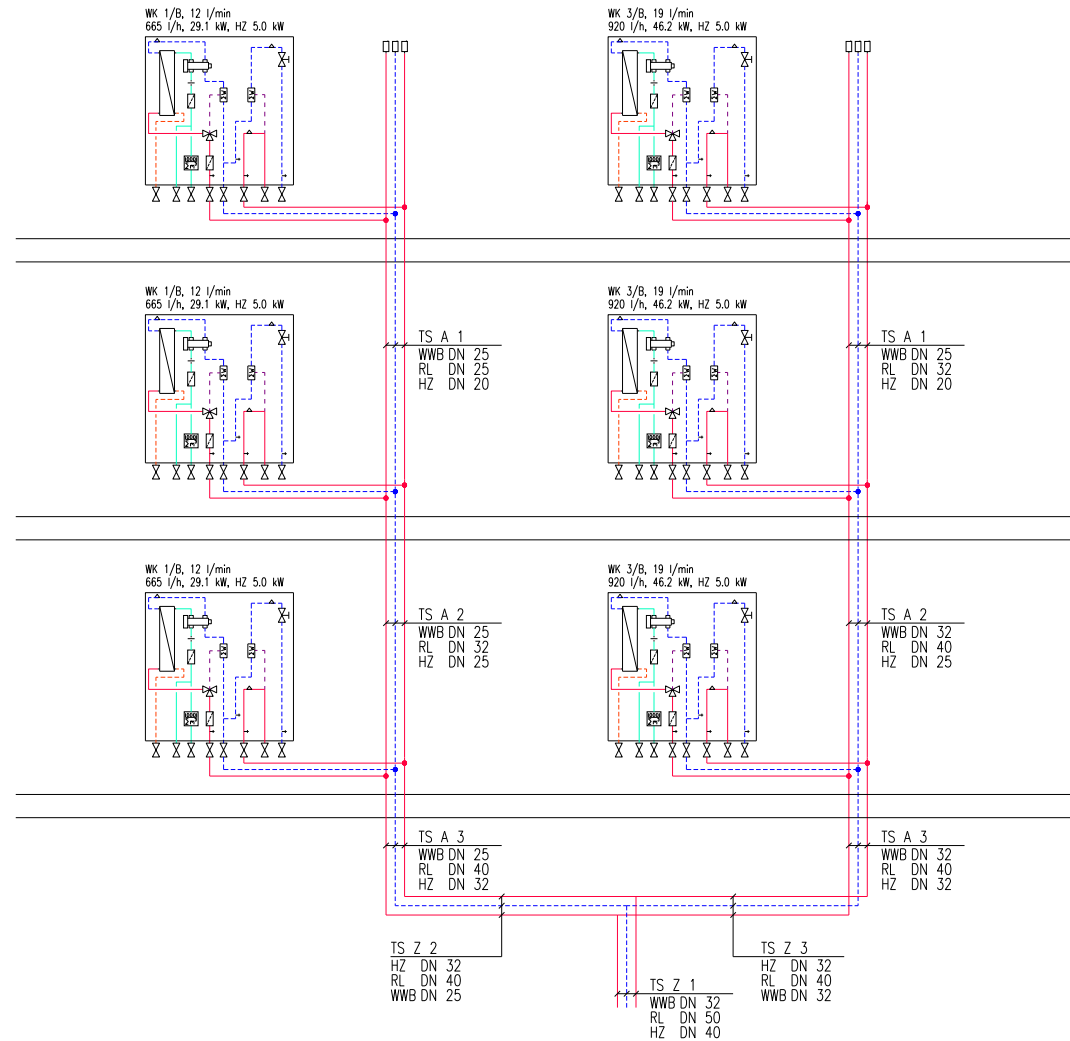 WK 1/B, 12 l/min
665 l/h, 29.1 kW, HZ 5.0 kW
WK 3/B, 19 l/min
920 l/h, 46.2 kW, HZ 5.0 kW
WK 1/B, 12 l/min
665 l/h, 29.1 kW, HZ 5.0 kW
WK 3/B, 19 l/min
920 l/h, 46.2 kW, HZ 5.0 kW
TS A 1
WWB DN 25
RL DN 25
HZ DN 20
TS A 1
WWB DN 25
RL DN 32
HZ DN 20
WK 1/B, 12 l/min
665 l/h, 29.1 kW, HZ 5.0 kW
WK 3/B, 19 l/min
920 l/h, 46.2 kW, HZ 5.0 kW
TS A 2
WWB DN 25
RL DN 32
HZ DN 25
TS A 2
WWB DN 32
RL DN 40
HZ DN 25
TS A 3
WWB DN 25
RL DN 40
HZ DN 32
TS A 3
WWB DN 32
RL DN 40
HZ DN 32
TS Z 2
HZ DN 32
RL DN 40
WWB DN 25
TS Z 3
HZ DN 32
RL DN 40
WWB DN 32
TS Z 1
WWB DN 32
RL DN 50
HZ DN 40